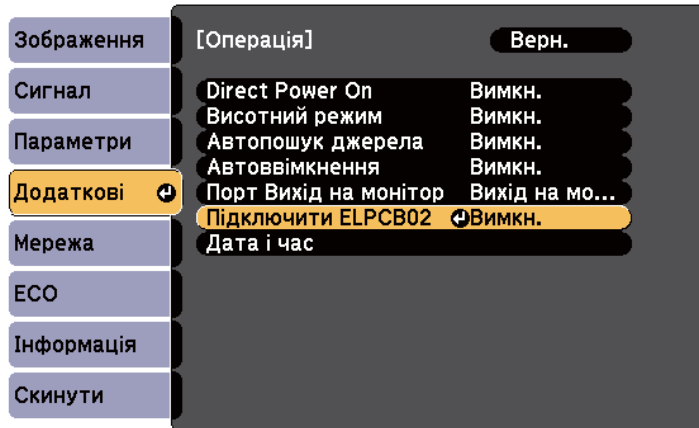 Зображення
Сигнал
Параметри
Додаткові
Мережа
ECO
Інформація
Скинути
[Операція] Верн.
Direct Power On Вимкн.
Висотний режим Вимкн.
Автопошук джерела Вимкн.
Автоввімкнення Вимкн.
Порт Вихід на монітор Вихід на мо...
Підключити ELPCB02 Вимкн.
Дата і час